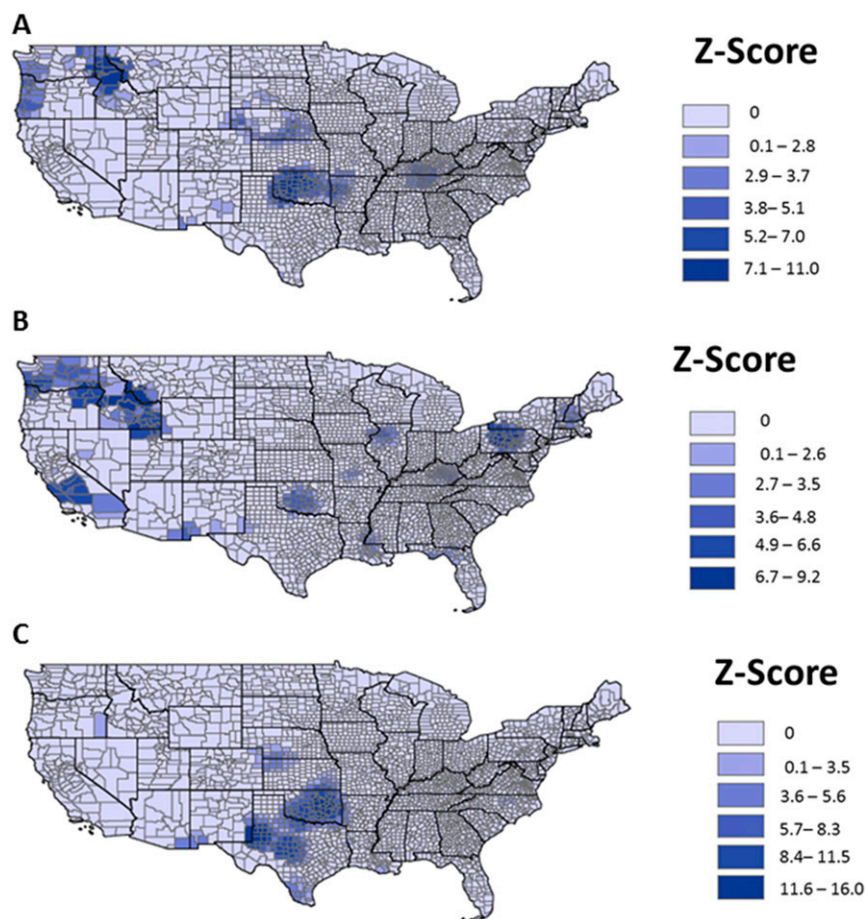 A
Z-Score
0
0.1 – 2.8
2.9 – 3.7
3.8 – 5.1
5.2– 7.0
7.1 – 11.0
B
Z-Score
0
0.1 – 2.6
2.7 – 3.5
3.6 – 4.8
4.9 – 6.6
6.7 – 9.2
C
Z-Score
0
0.1 – 3.5
3.6 – 5.6
5.7 – 8.3
8.4 – 11.5
11.6 – 16.0